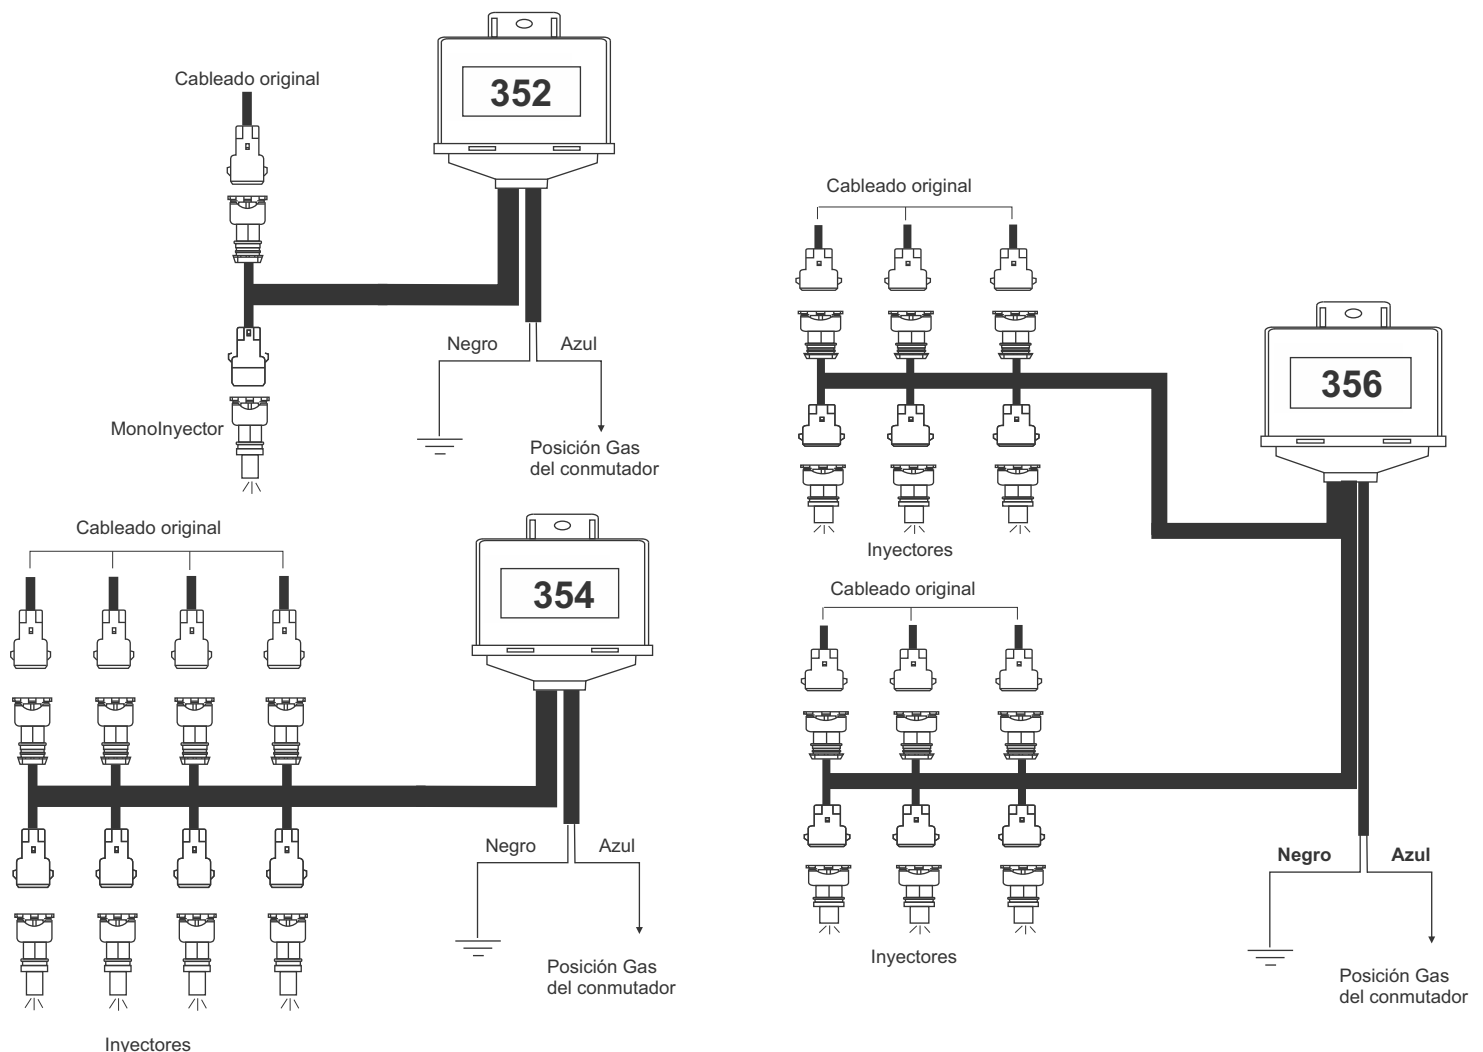 Cableado original
352
Negro
Azul
MonoInyector
Posición Gas
del conmutador
Cableado original
354
Negro
Azul
Posición Gas
del conmutador
Inyectores
Cableado original
356
Inyectores
Cableado original
Negro
Azul
Inyectores
Posición Gas
del conmutador